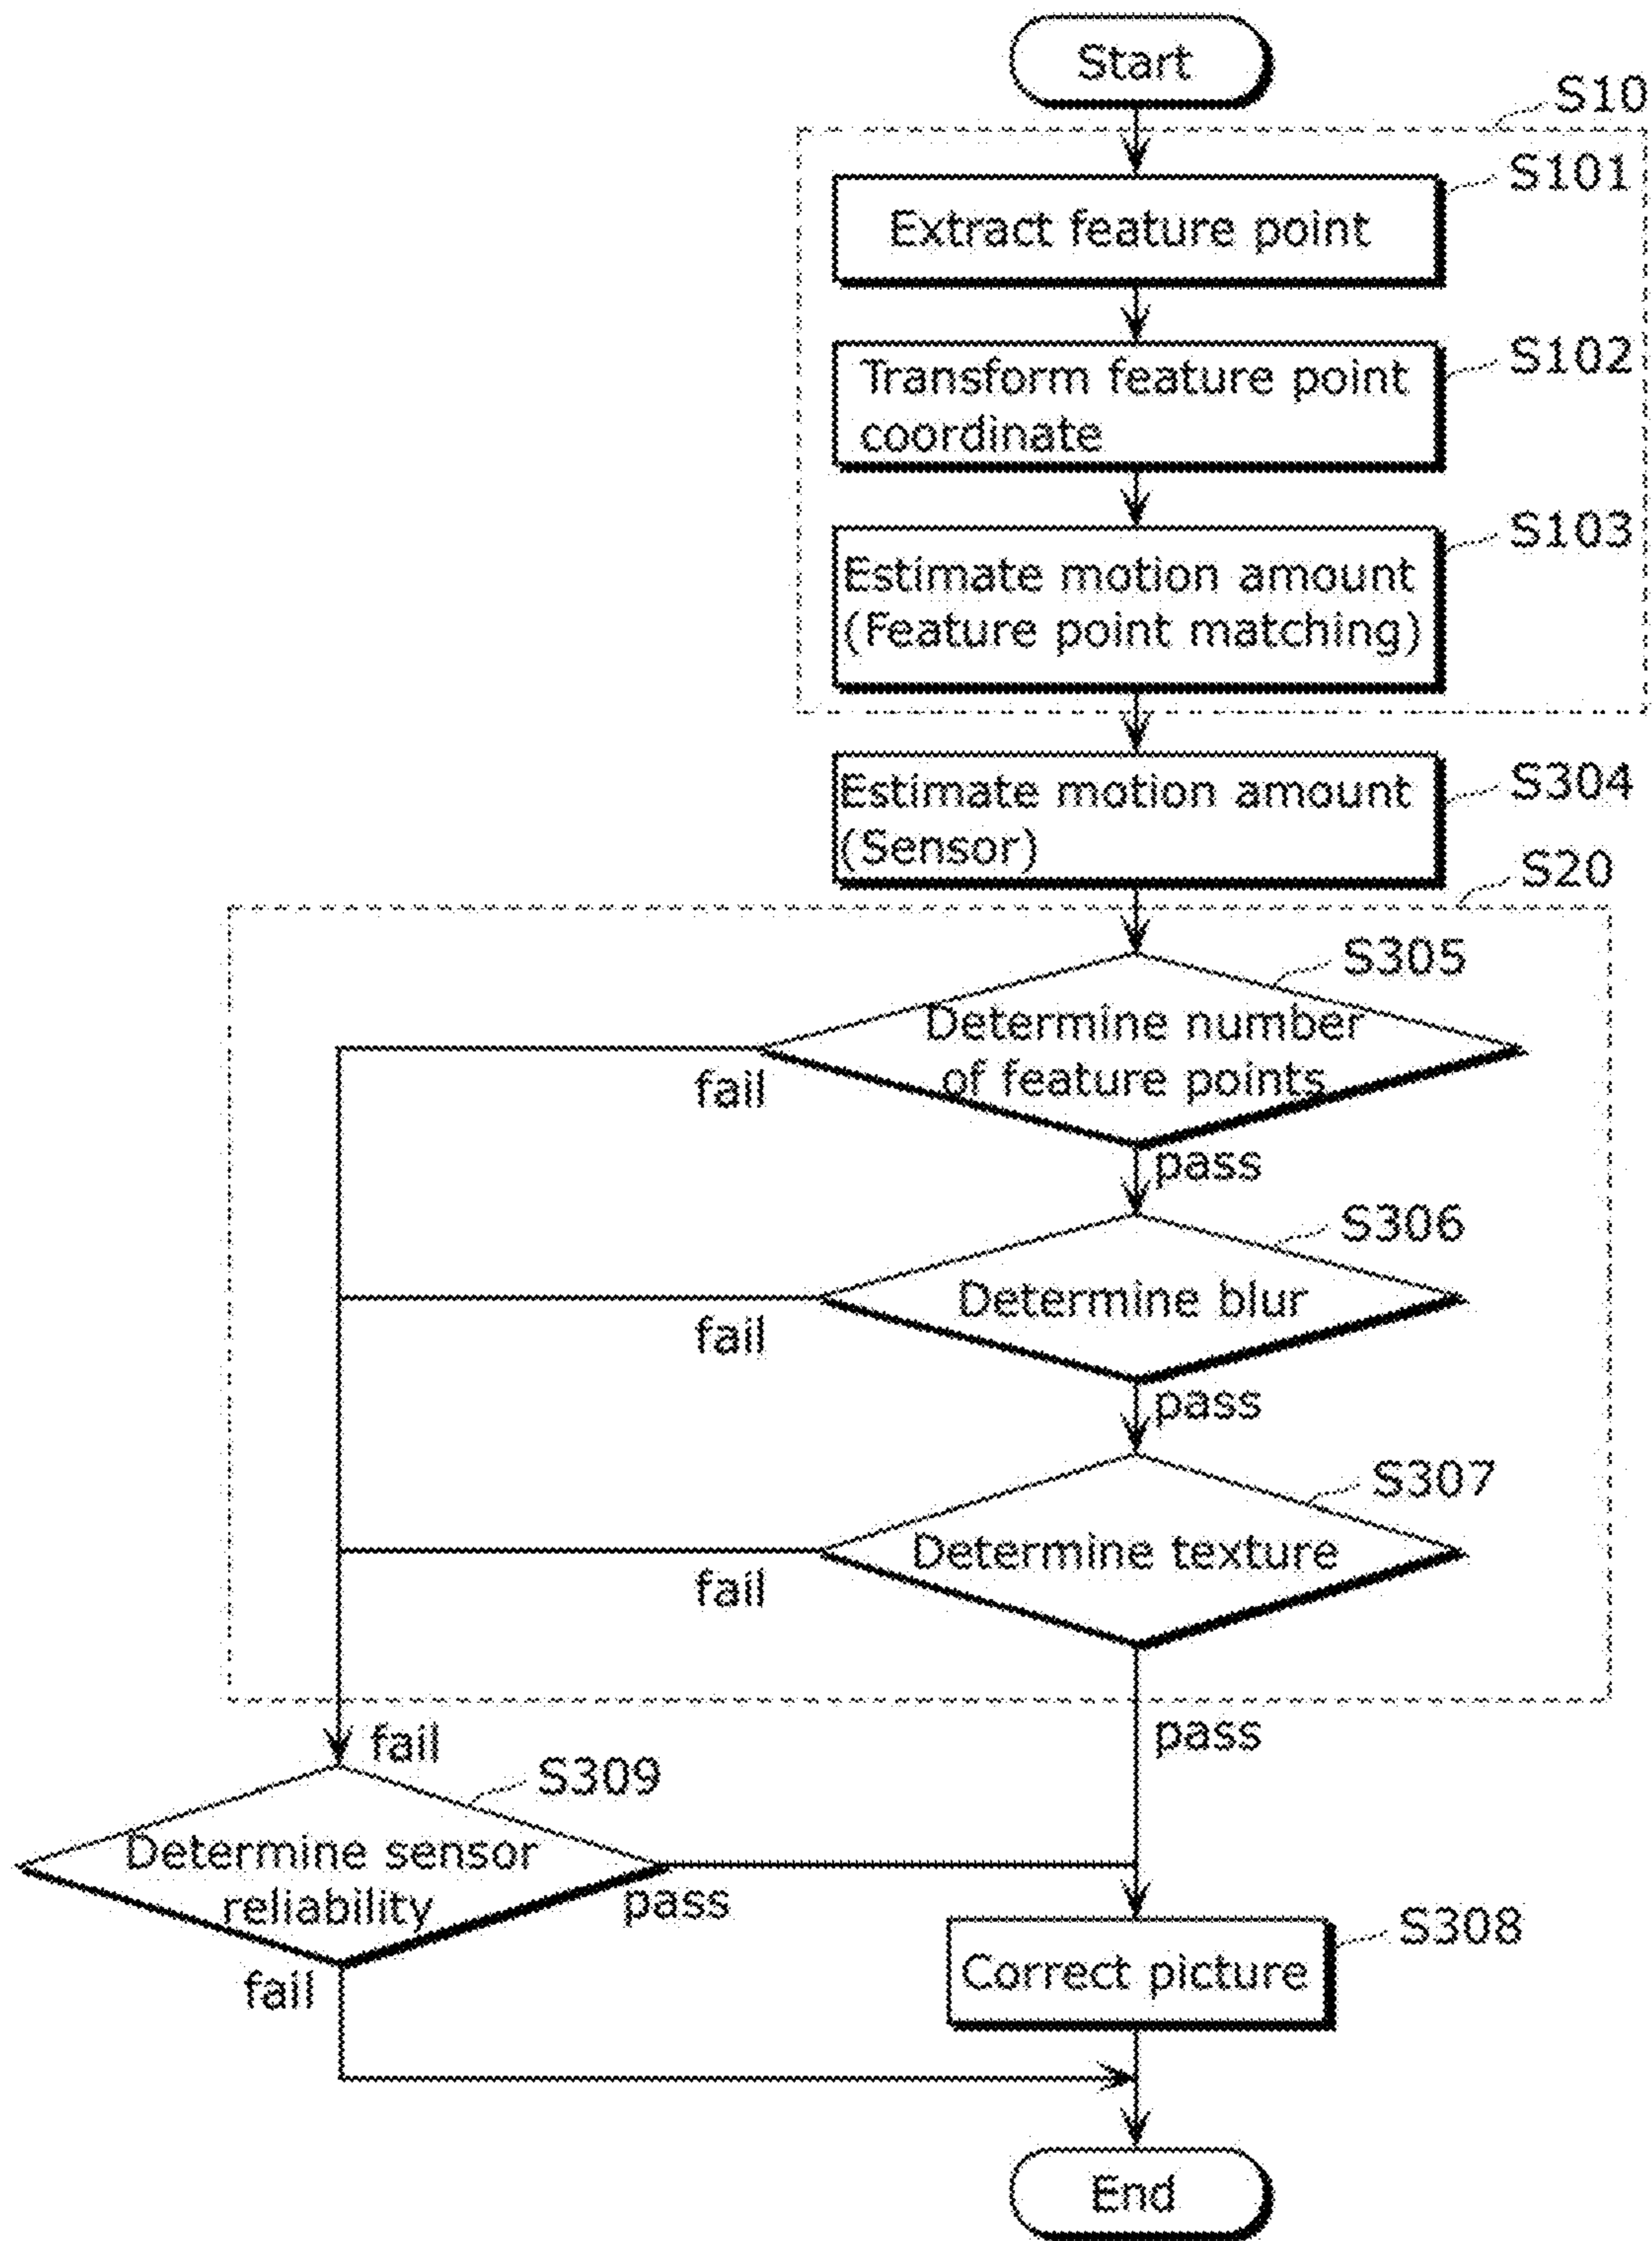 Start
S10
S101
Extract feature point
S102
Transform feature point
coordinate
S103
Estimate motion amount
(Feature point matching)
S304
Estimate motion amount
(Sensor)
S20
S305
Determine number
of feature points
fail
pass
S306
Determine blur
fail
pass
S307
Determine texture
fail
pass
fail
S309
Determine sensor
reliability
pass
fail
S308
Correct picture
End